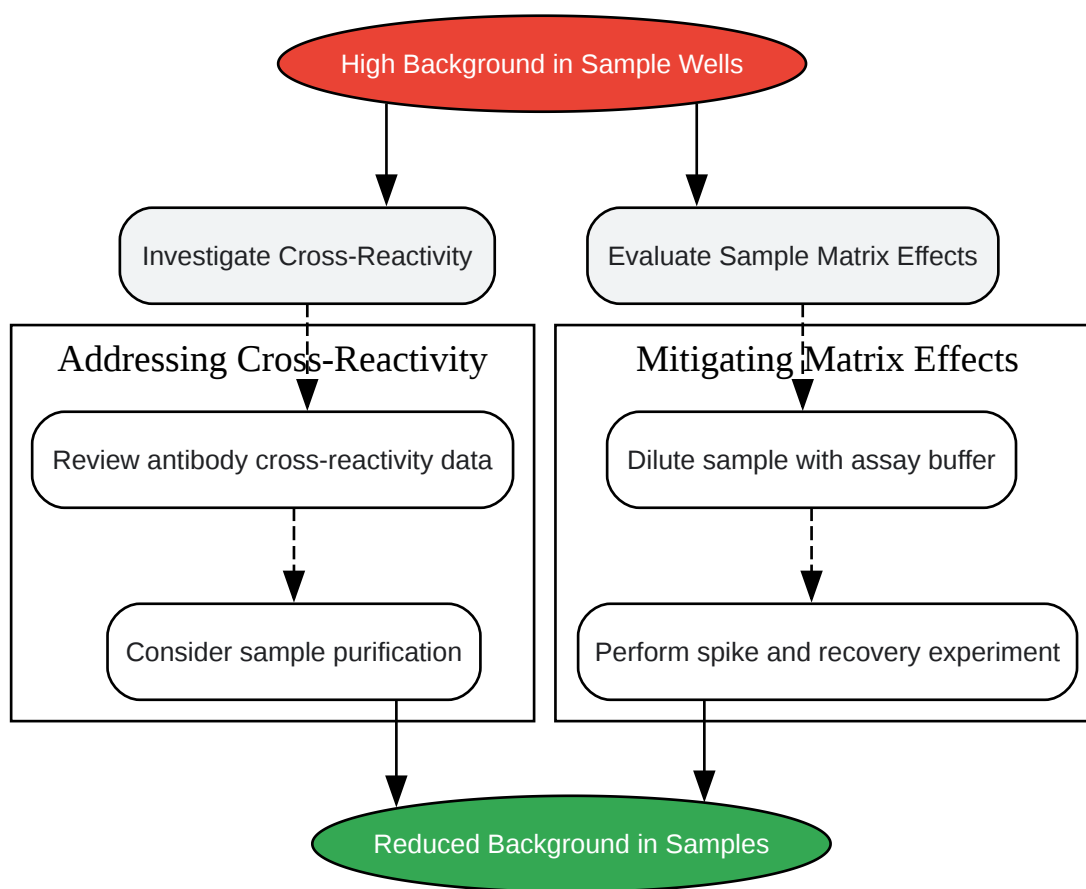 High Background in Sample Wells
Investigate Cross-Reactivity
Evaluate Sample Matrix Effects
Addressing Cross-Reactivity
Mitigating Matrix Effects
Review antibody cross-reactivity data
Dilute sample with assay buffer
Consider sample purification
Perform spike and recovery experiment
Reduced Background in Samples